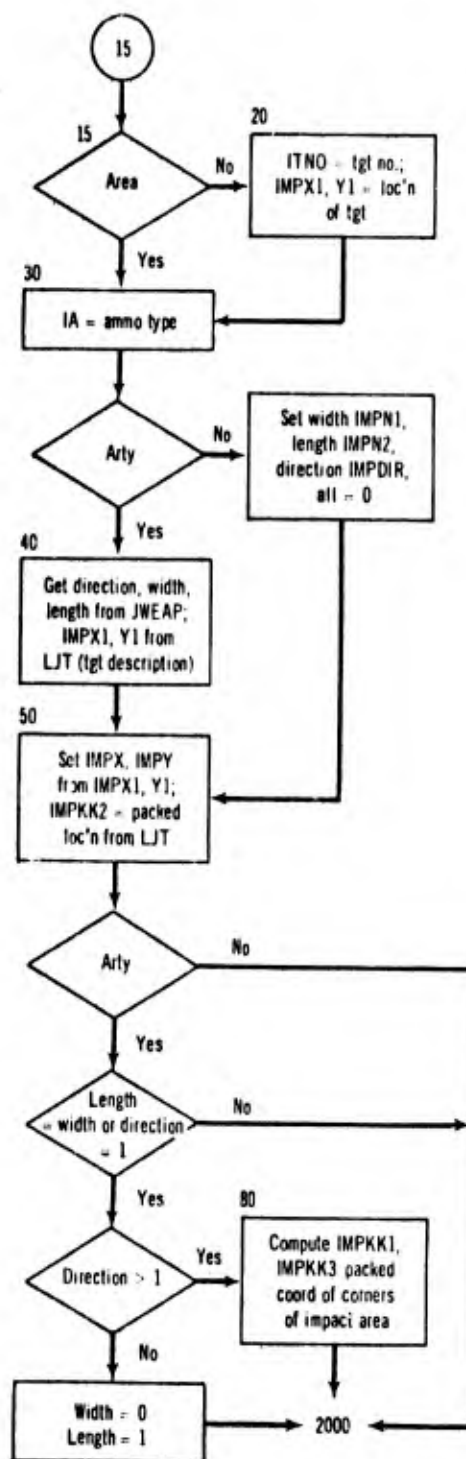 15
15
Area
No
Yes
20
ITNO = tgt no.;
IMPX1, Y1 = loc'n
of tgt
30
IA = ammo type
Arty
No
Yes
Set width IMPN1,
length IMPN2,
direction IMPDIR,
all = 0
40
Get direction, width,
length from JWEAP;
IMPX1, Y1 from
LJT (tgt description)
50
Set IMPX, IMPY
from IMPX1, Y1;
IMPKK2 = packed
loc'n from LJT
Arty
No
Yes
Length
= width or direction
= 1
No
Yes
Direction > 1
Yes
No
80
Compute IMPKK1,
IMPKK3 packed
coord of corners
of impact area
Width = 0
Length = 1
2000